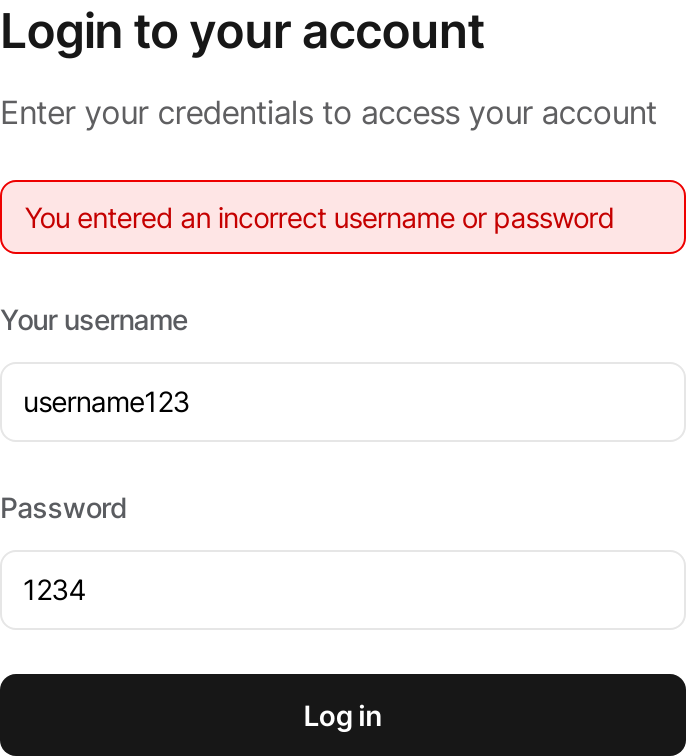 Login to your account
Enter your credentials to access your account
You entered an incorrect username or password
Your username
username123
Password
1234
Log in